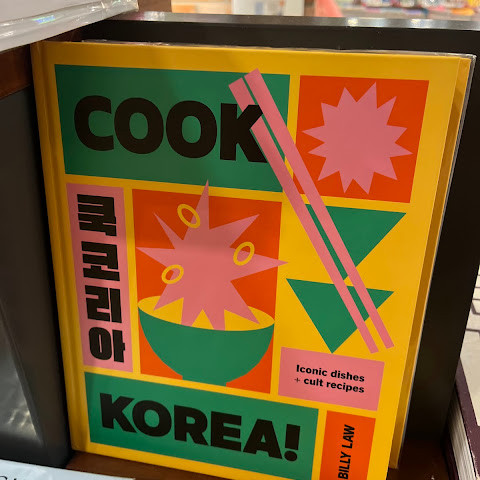 COOK
쿡코리아
Iconic dishes
+ cult recipes
KOREA!
BILLY LAW